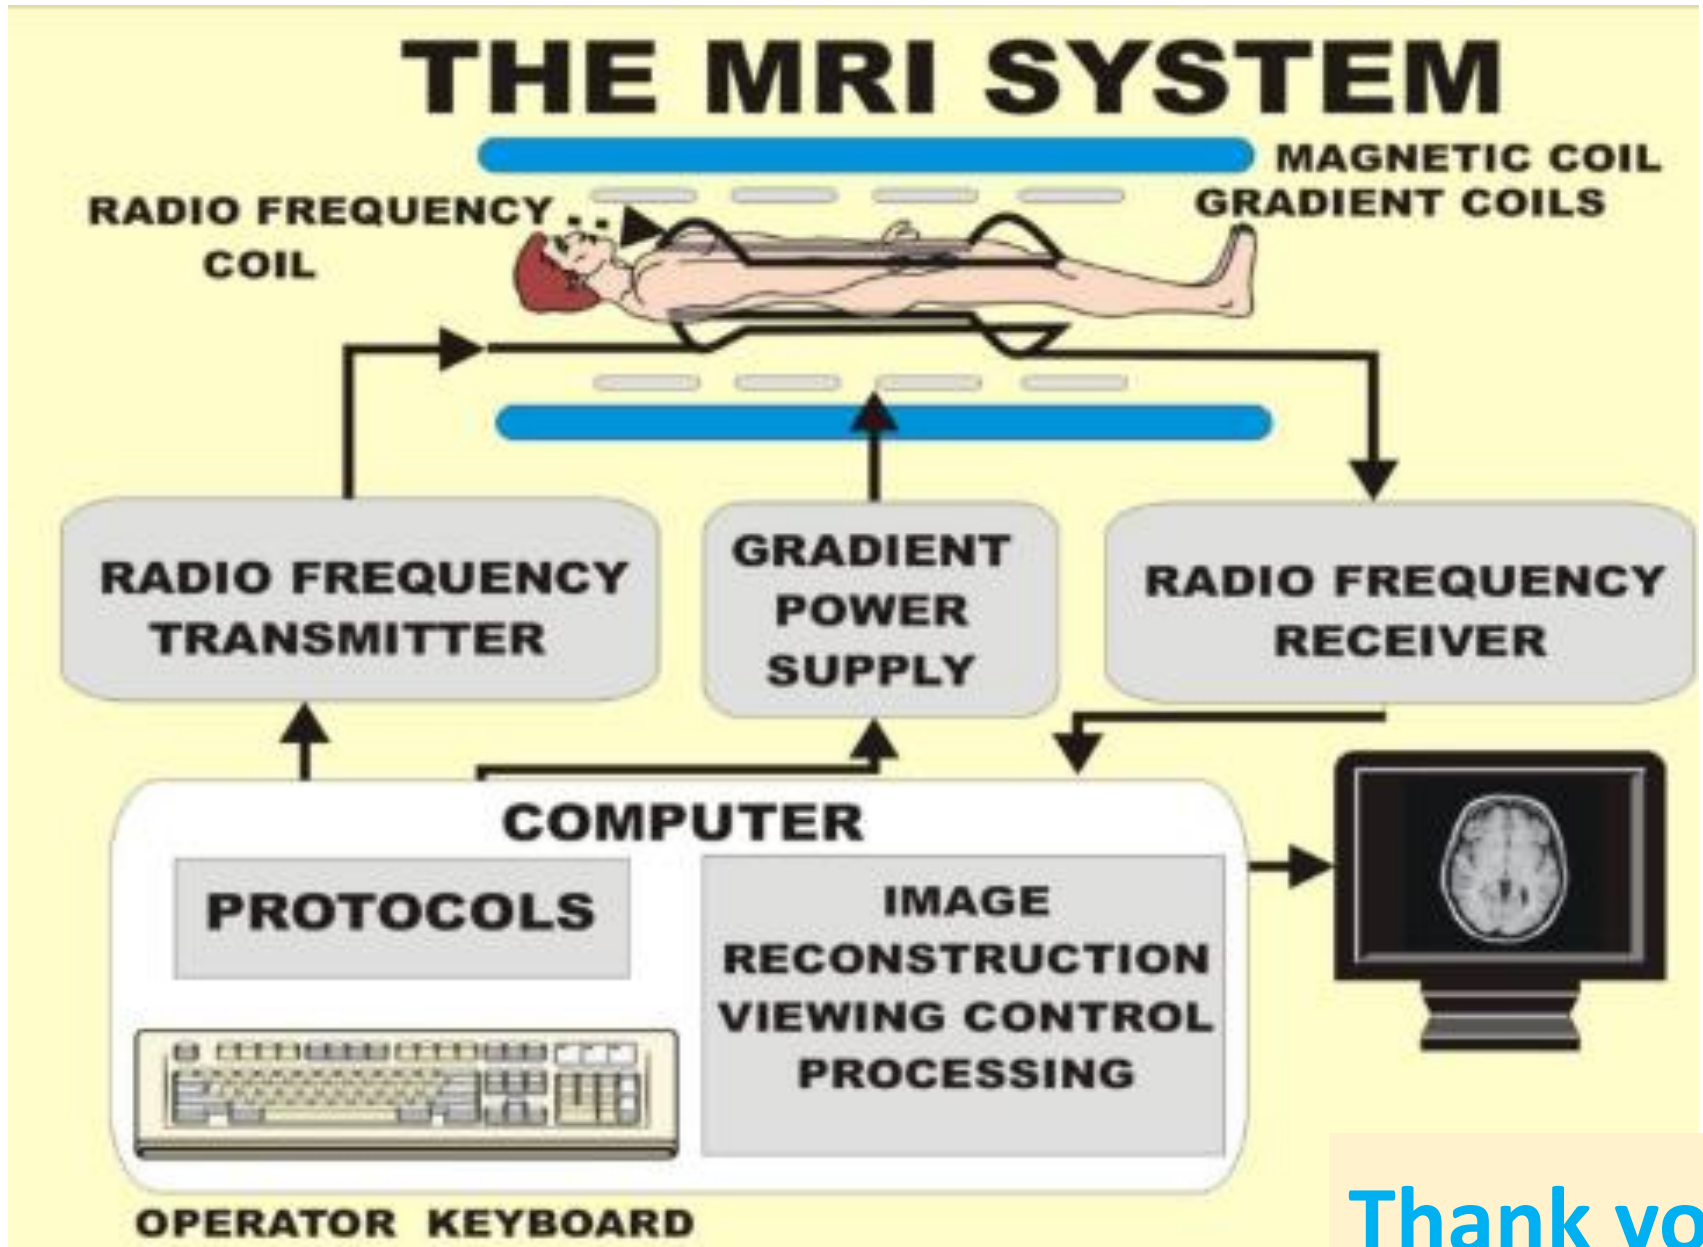 THE MRI SYSTEM
MAGNETIC COIL
GRADIENT COILS
RADIO FREQUENCY
COIL
RADIO FREQUENCY
TRANSMITTER
GRADIENT
POWER
SUPPLY
RADIO FREQUENCY
RECEIVER
COMPUTER
PROTOCOLS
IMAGE
RECONSTRUCTION
VIEWING CONTROL
PROCESSING
OPERATOR KEYBOARD
Thank